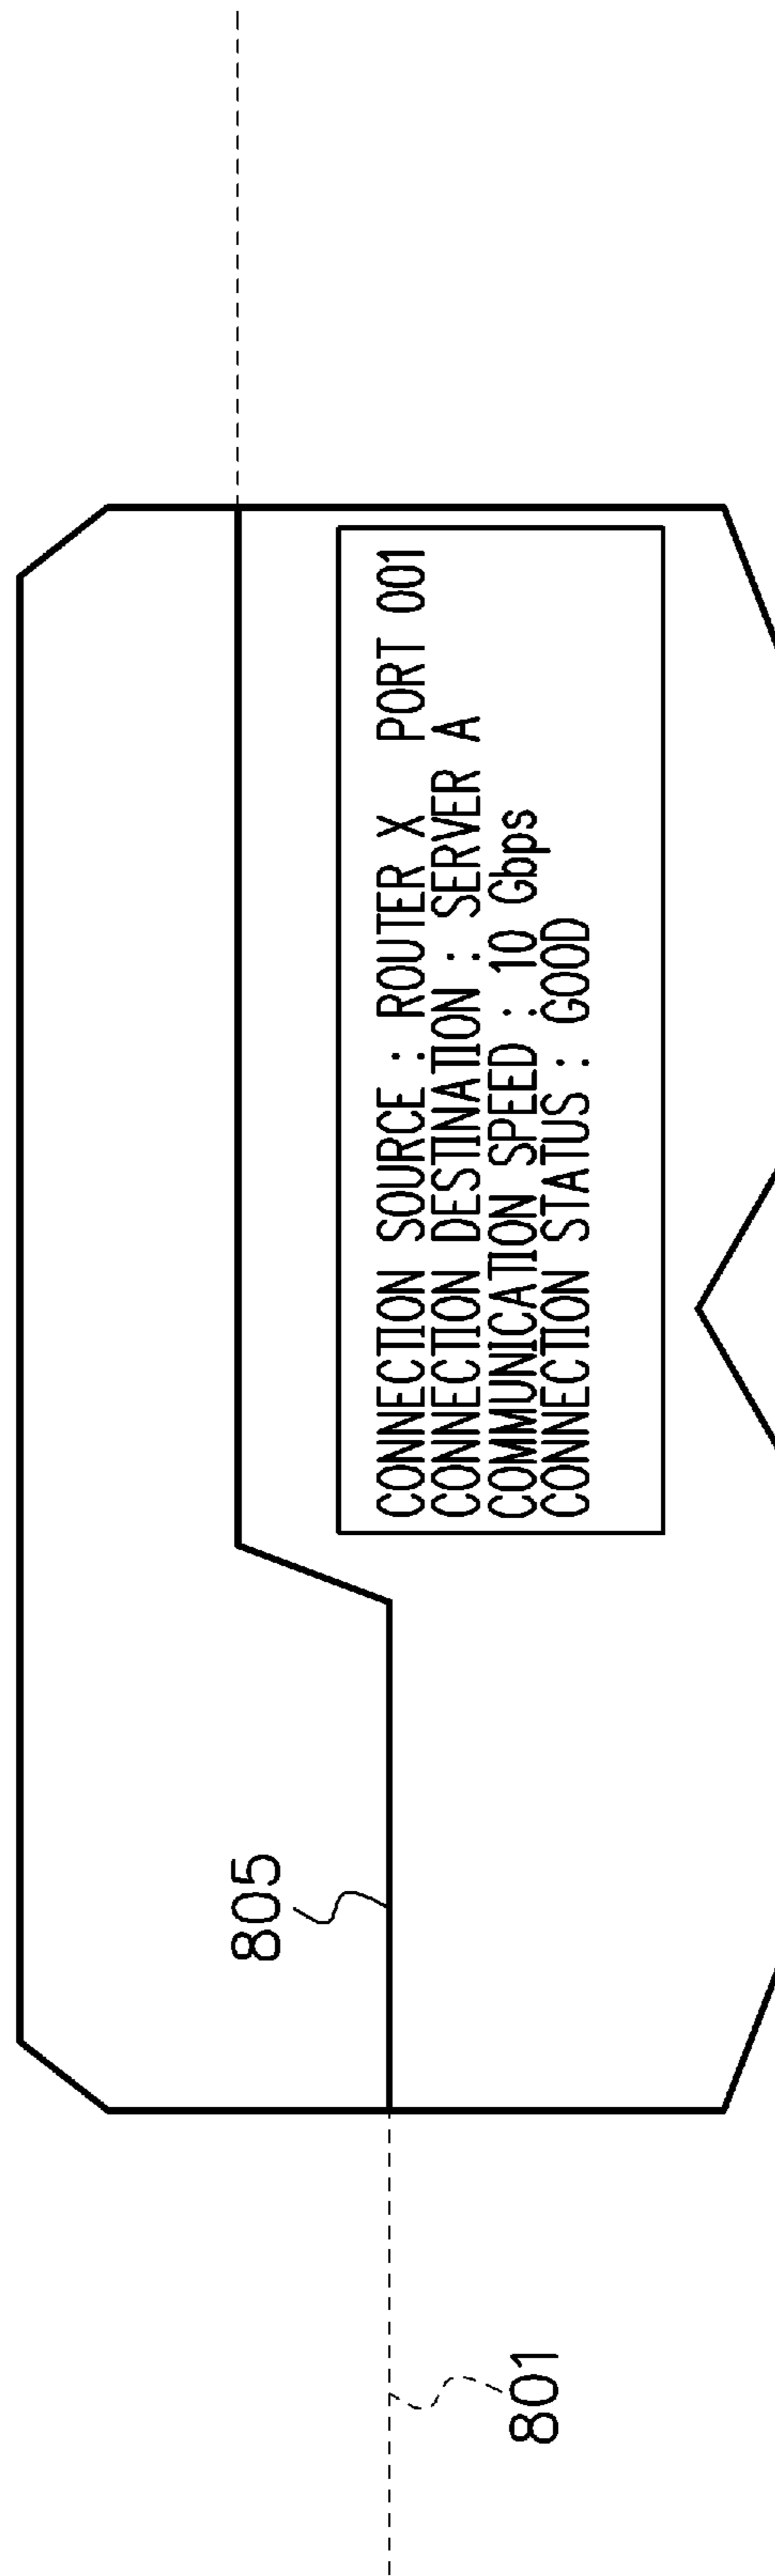 CONNECTION SOURCE : ROUTER X PORT 001
CONNECTION DESTINATION : SERVER A
COMMUNICATION SPEED : 10 Gbps
CONNECTION STATUS : GOOD
805
801